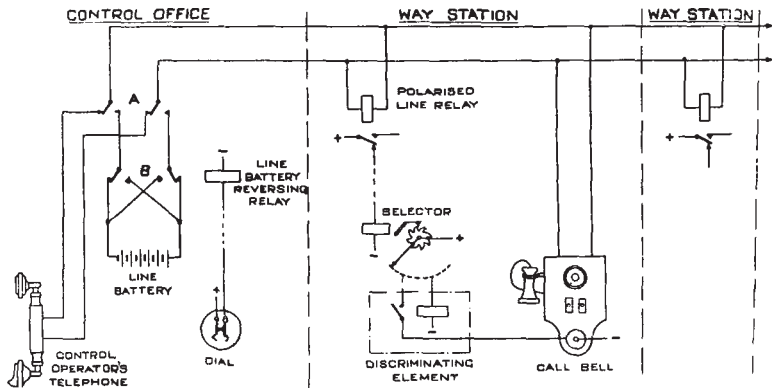 CONTROL OFFICE
WAY STATION
WAY STATION
A
B
LINE
BATTERY
LINE
BATTERY
REVERSING
RELAY
POLARISED
LINE RELAY
SELECTOR
DISCRIMINATING
ELEMENT
CALL BELL
DIAL
CONTROL
OPERATOR'S
TELEPHONE